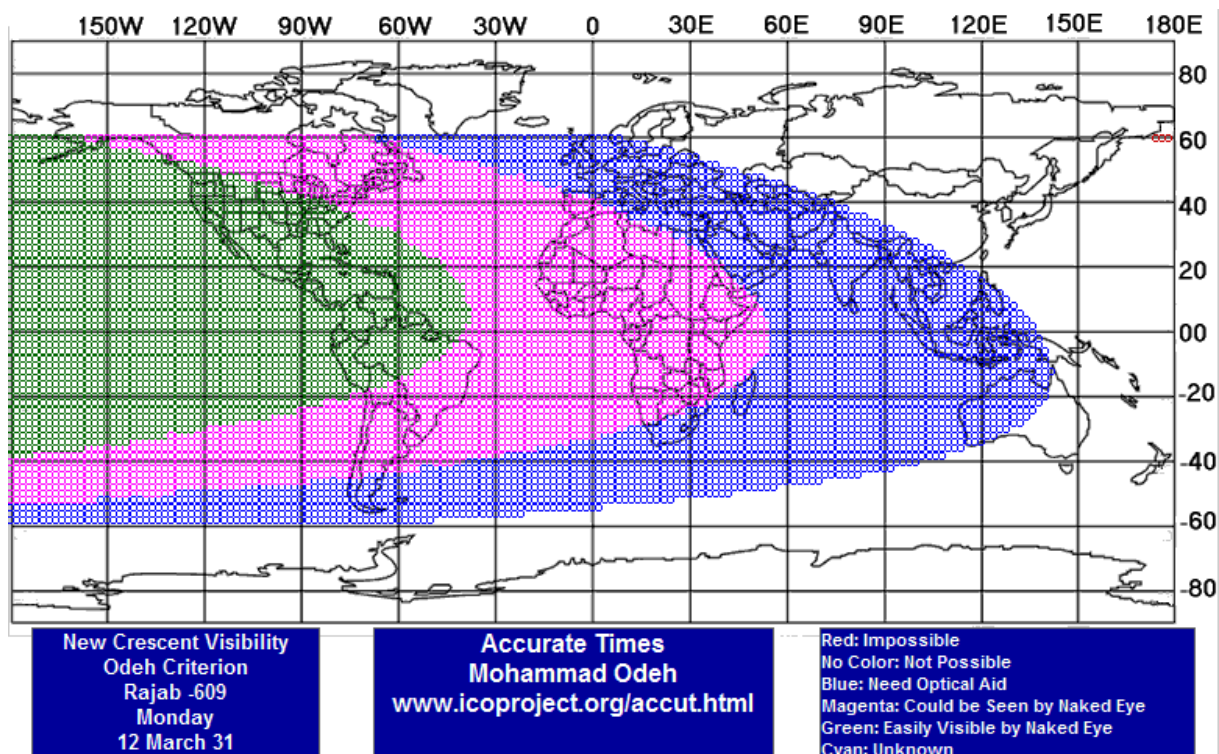 150W 120W 90W 60W 30W 0 30E 60E 90E 120E 150E 180E
80
60
40
20
00
-20
-40
-60
-80
New Crescent Visibility
Odeh Criterion
Rajab -609
Monday
12 March 31
Accurate Times
Mohammad Odeh
www.icoproject.org/accut.html
Red: Impossible
No Color: Not Possible
Blue: Need Optical Aid
Magenta: Could be Seen by Naked Eye
Green: Easily Visible by Naked Eye
Cyan: Unknown